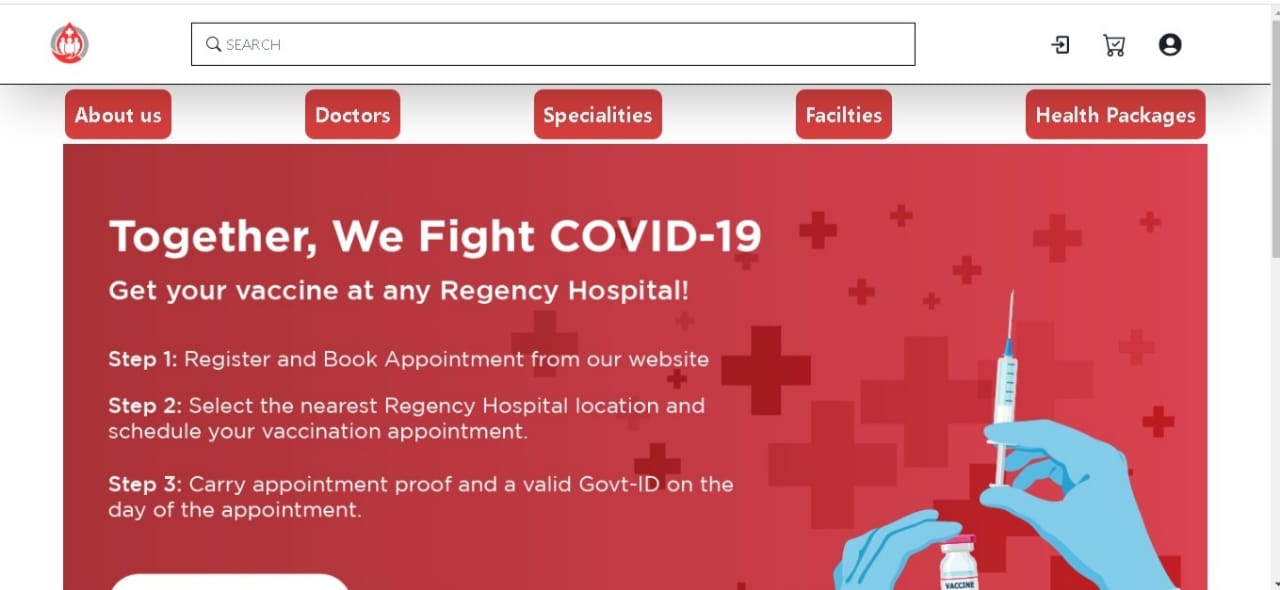 SEARCH
About us
Doctors
Specialities
Facilties
Health Packages
Together, We Fight COVID-19
Get your vaccine at any Regency Hospital!
Step 1: Register and Book Appointment from our website
Step 2: Select the nearest Regency Hospital location and
schedule your vaccination appointment.
Step 3: Carry appointment proof and a valid Govt-ID on the
day of the appointment.
VACCINE